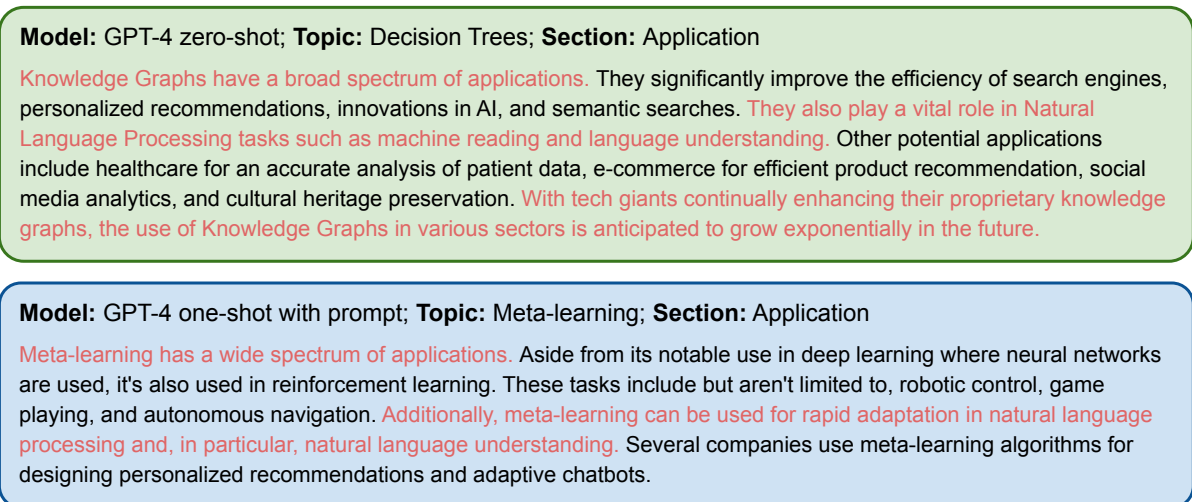 Model: GPT-4 zero-shot; Topic: Decision Trees; Section: Application
Knowledge Graphs have a broad spectrum of applications. They significantly improve the efficiency of search engines,
personalized recommendations, innovations in AI, and semantic searches. They also play a vital role in Natural
Language Processing tasks such as machine reading and language understanding. Other potential applications
include healthcare for an accurate analysis of patient data, e-commerce for efficient product recommendation, social
media analytics, and cultural heritage preservation. With tech giants continually enhancing their proprietary knowledge
graphs, the use of Knowledge Graphs in various sectors is anticipated to grow exponentially in the future.
Model: GPT-4 one-shot with prompt; Topic: Meta-learning; Section: Application
Meta-learning has a wide spectrum of applications. Aside from its notable use in deep learning where neural networks
are used, it's also used in reinforcement learning. These tasks include but aren't limited to, robotic control, game
playing, and autonomous navigation. Additionally, meta-learning can be used for rapid adaptation in natural language
processing and, in particular, natural language understanding. Several companies use meta-learning algorithms for
designing personalized recommendations and adaptive chatbots.